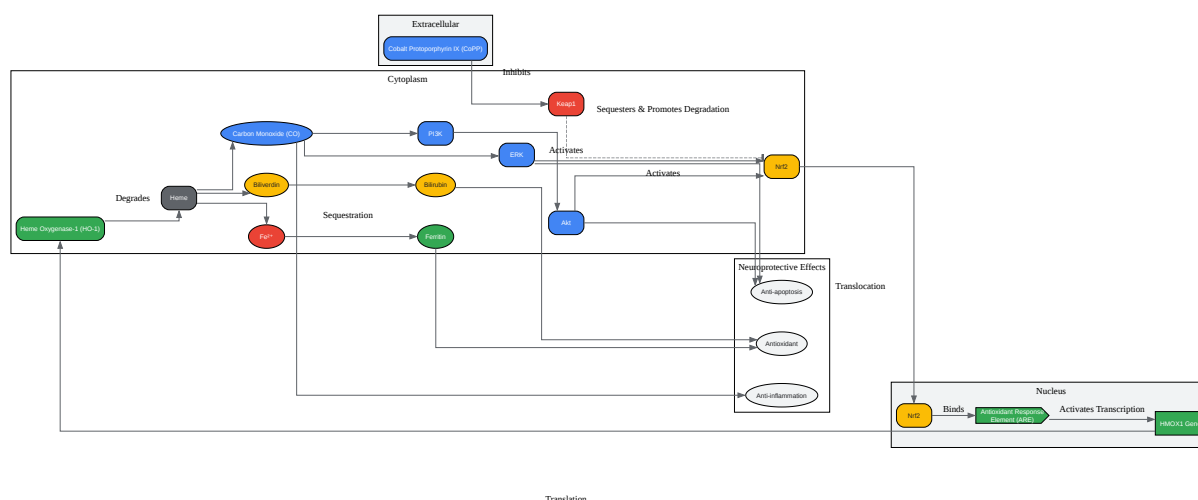 Extracellular
Cobalt Protoporphyrin IX (CoPP)
Inhibits
Cytoplasm
Keap1
Sequesters & Promotes Degradation
Carbon Monoxide (CO)
PI3K
Activates
ERK
Nrf2
Activates
Biliverdin
Bilirubin
Degrades
Heme
Sequestration
Heme Oxygenase-1 (HO-1)
Fe²⁺
Ferritin
Akt
Neuroprotective Effects
Anti-apoptosis
Translocation
Antioxidant
Anti-inflammation
Nucleus
Nrf2
Binds
Antioxidant Response
Element (ARE)
Activates Transcription
HMOX1 Gen
Translation